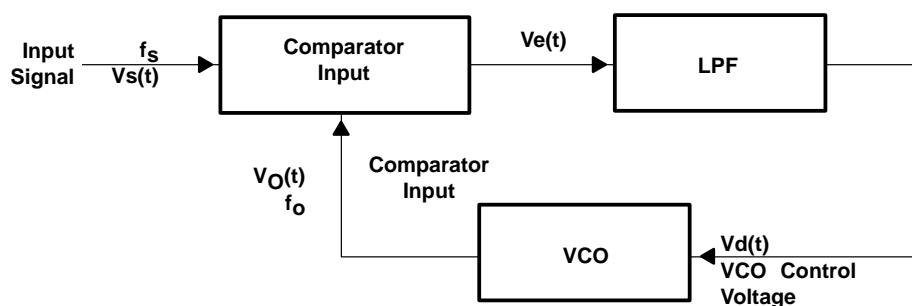 Input
Signal
fS
Vs(t)
Comparator
Input
Ve(t)
LPF
VO(t)
fo
Comparator
Input
VCO
Vd(t)
VCO Control
Voltage